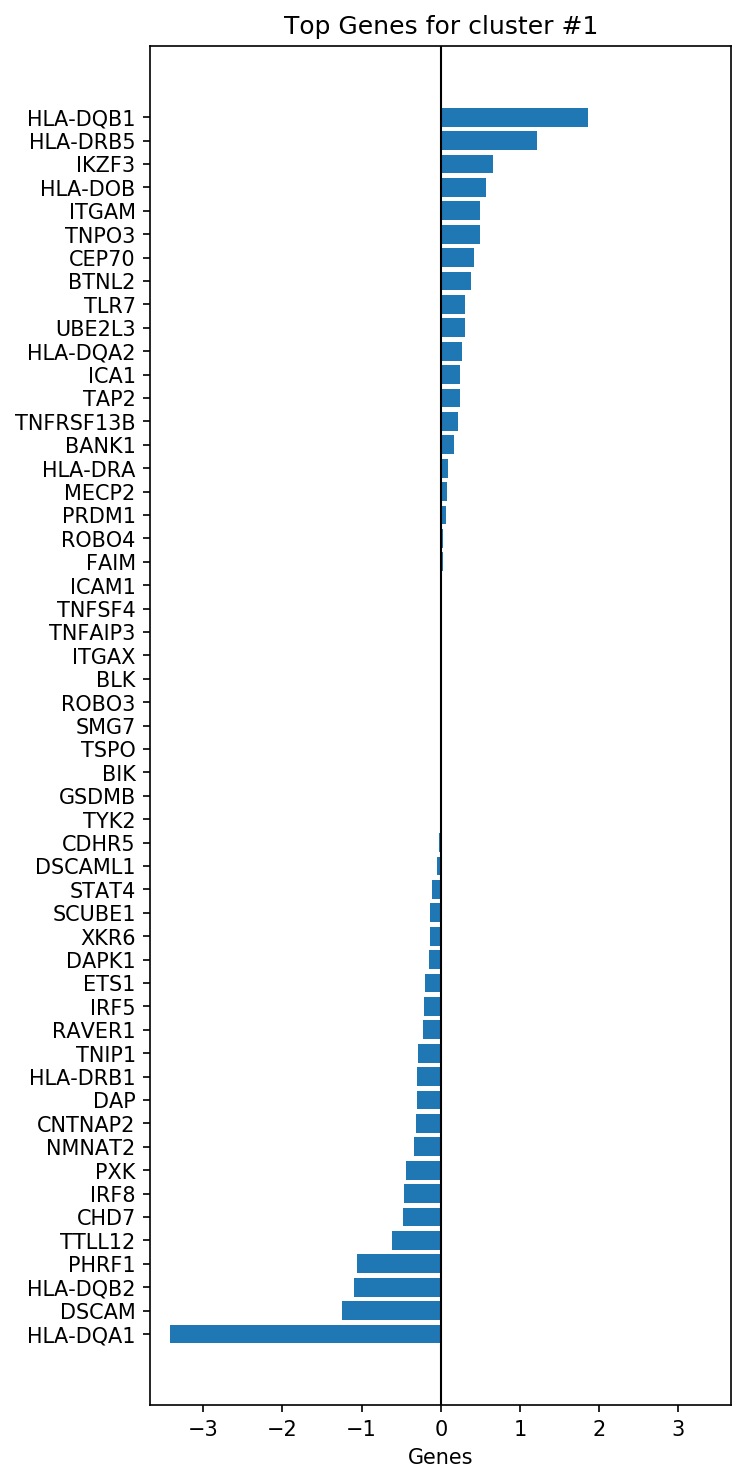 Top Genes for cluster #1
HLA-DQB1
HLA-DRB5
IKZF3
HLA-DOB
ITGAM
TNPO3
CEP70
BTNL2
TLR7
UBE2L3
HLA-DQA2
ICA1
TAP2
TNFRSF13B
BANK1
HLA-DRA
MECP2
PRDM1
ROBO4
FAIM
ICAM1
TNFSF4
TNFAIP3
ITGAX
BLK
ROBO3
SMG7
TSPO
BIK
GSDMB
TYK2
CDHR5
DSCAML1
STAT4
SCUBE1
XKR6
DAPK1
ETS1
IRF5
RAVER1
TNIP1
HLA-DRB1
DAP
CNTNAP2
NMNAT2
PXK
IRF8
CHD7
TTLL12
PHRF1
HLA-DQB2
DSCAM
HLA-DQA1
−3 −2 −1 0 1 2 3
Genes